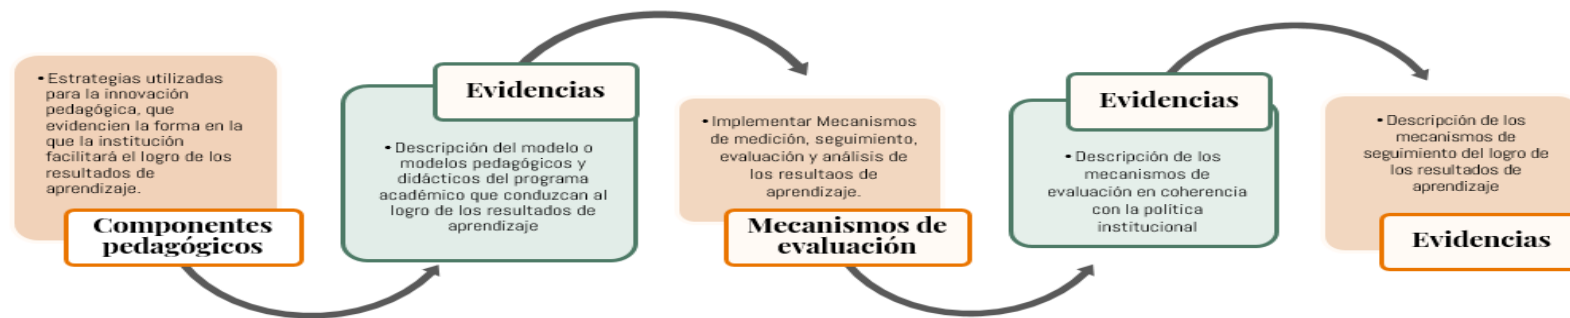 • Estrategias utilizadas
para la innovación
pedagógica, que
evidencien la forma en la
que la institución
facilitará el logro de los
resultados de
aprendizaje.
Componentes
pedagógicos
Evidencias
• Descripción del modelo o
modelos pedagógicos y
didácticos del programa
académico que conduzcan al
logro de los resultados de
aprendizaje
• Implementar Mecanismos
de medición, seguimiento,
evaluación y análisis de
los resultaos de
aprendizaje.
Mecanismos de
evaluación
Evidencias
• Descripción de los
mecanismos de
evaluación en coherencia
con la política
institucional
• Descripción de los
mecanismos de
seguimiento del logro de
los resultados de
aprendizaje
Evidencias